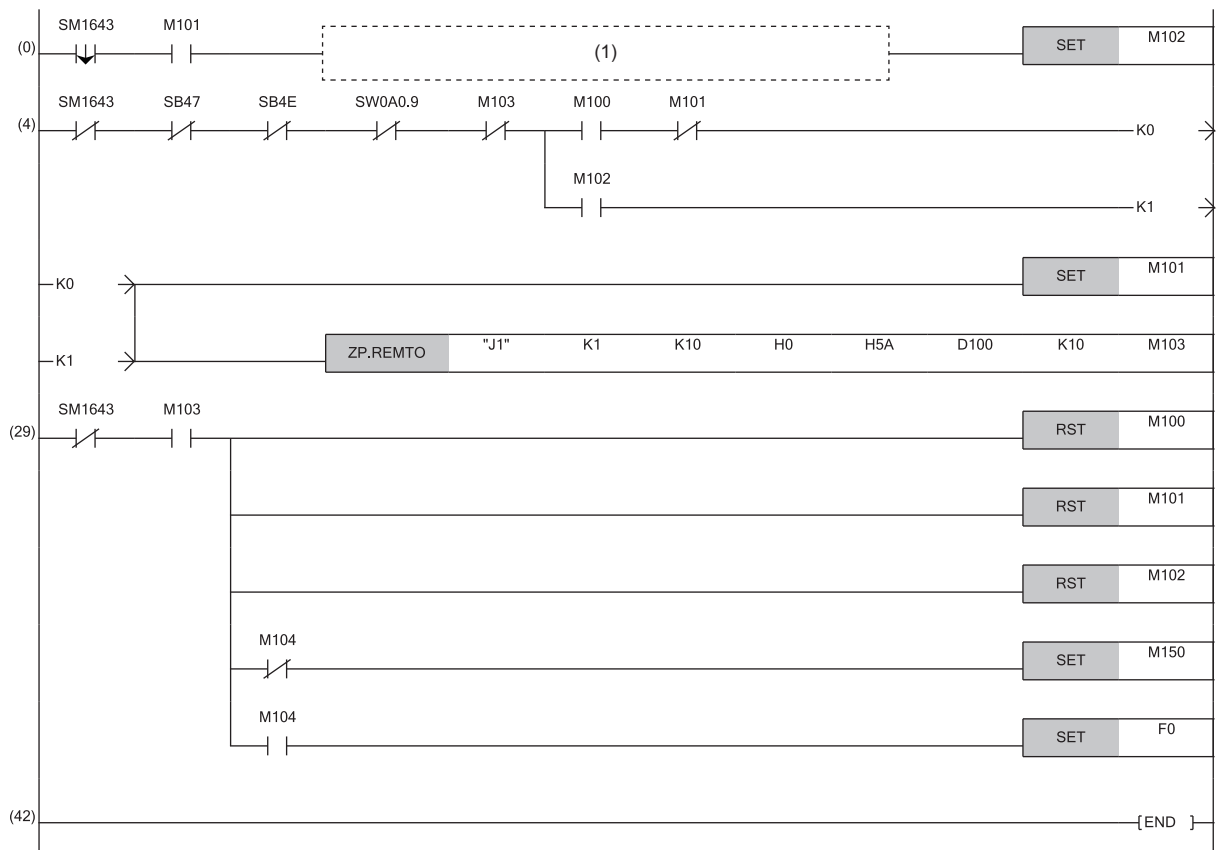 SM1643 M101
(0) (1) SET M102
SM1643 SB47 SB4E SW0A0.9 M103 M100 M101
(4) K0
M102
K1
K0 SET M101
K1 ZP.REMTO "J1" K1 K10 H0 H5A D100 K10 M103
SM1643 M103
(29) RST M100
RST M101
RST M102
M104
SET M150
M104
SET F0
(42) [END ]